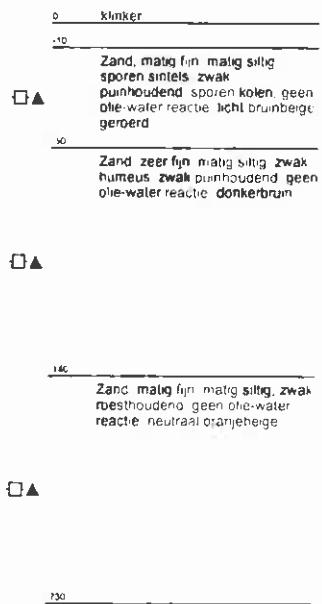 0 klinker
-10
Zand, matig fijn matig siltig
sporen sintels zwak
puinhoudend sporen kolen, geen
olie-water reactie licht bruinbeige
geroerd
-50
Zand zeer fijn matig siltig zwak
humeus zwak puinhoudend geen
olie-water reactie donkerbruin
-140
Zand matig fijn matig siltig, zwak
roesthoudend geen olie-water
reactie neutraal oranjebeige
-230